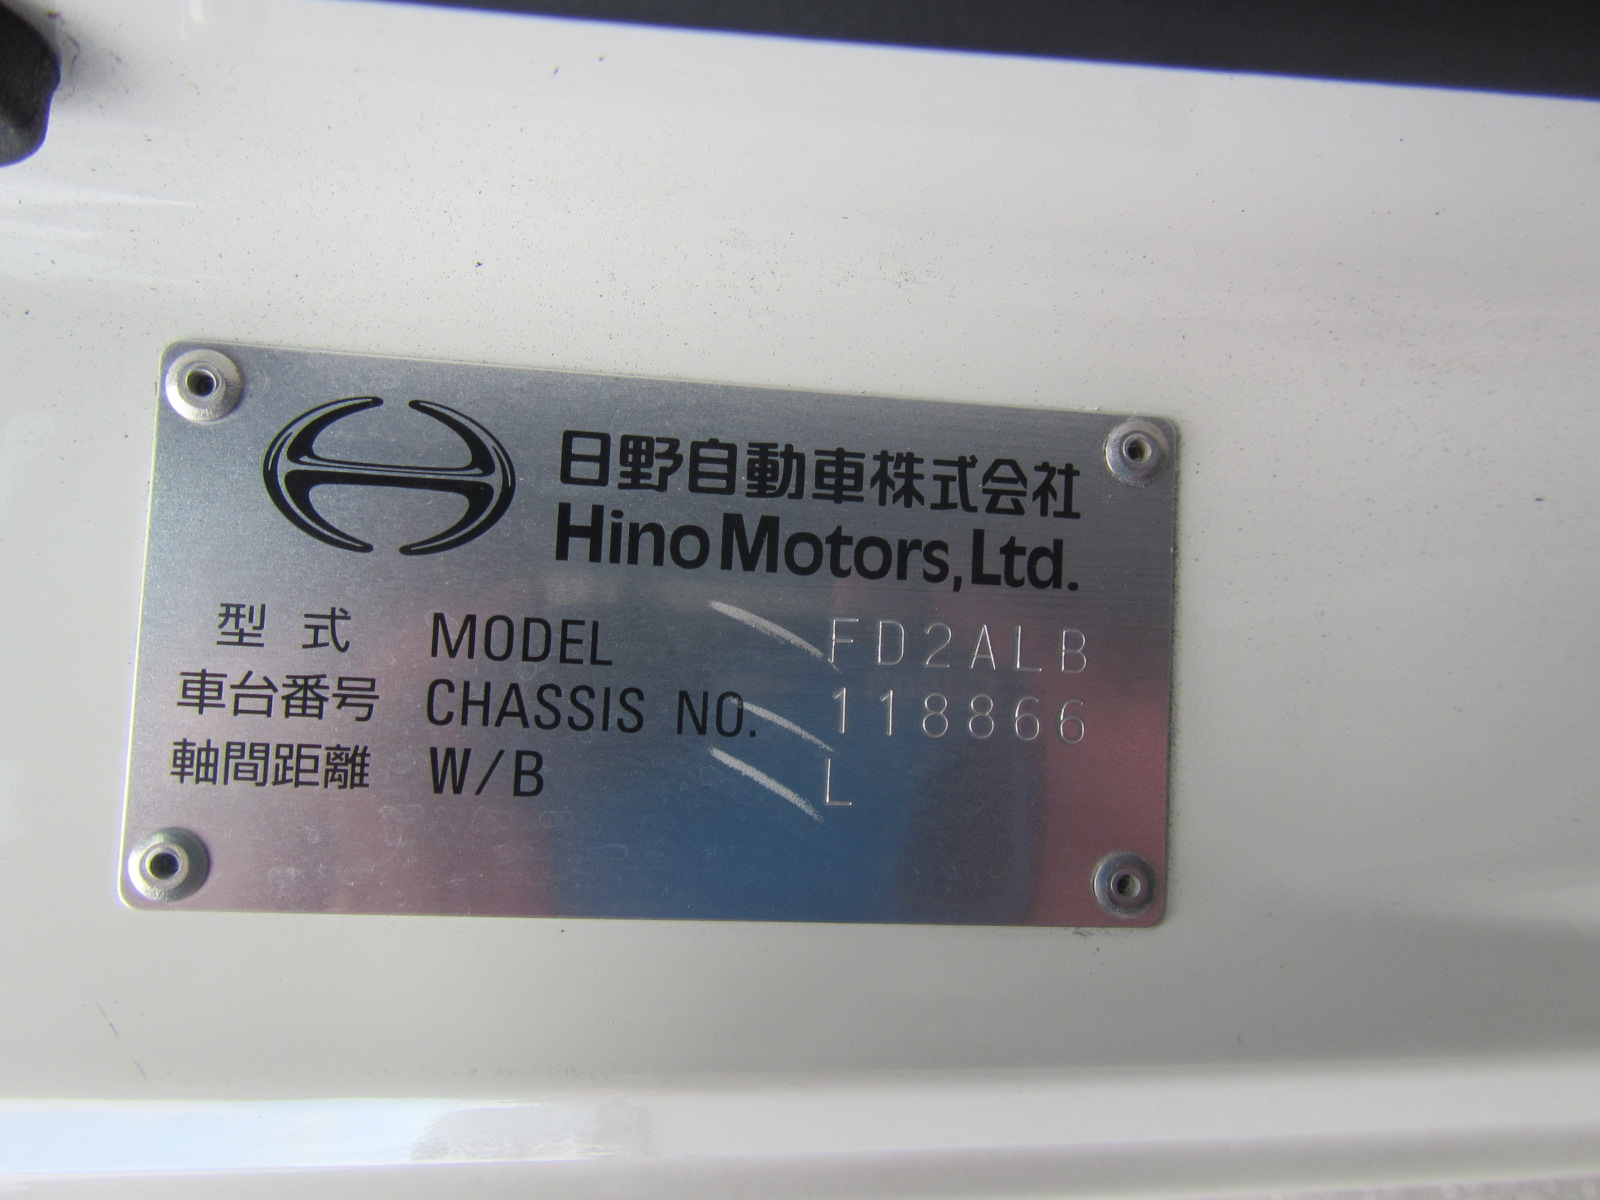 日野自動車株式会社
Hino Motors, Ltd.
型式 MODEL FD2ALB
車台番号 CHASSIS NO. 118866
軸間距離 W/B L